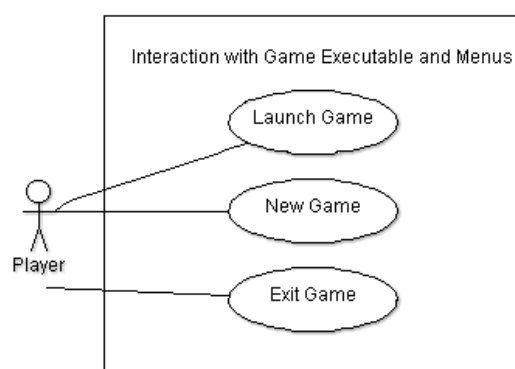 Interaction with Game Executable and Menus
Launch Game
New Game
Player
Exit Game